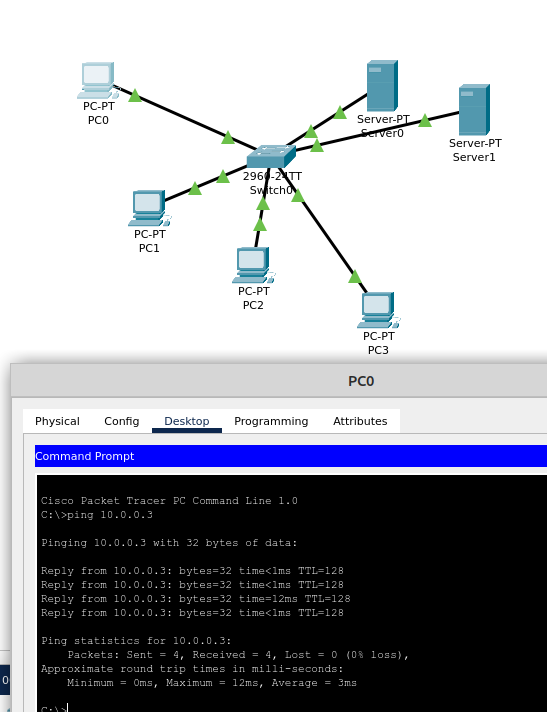 PC-PT
PC0
Server-PT
Server0
Server-PT
Server1
2960-24TT
Switch0
PC-PT
PC1
PC-PT
PC2
PC-PT
PC3
PC0
Physical Config Desktop Programming Attributes
Command Prompt
Cisco Packet Tracer PC Command Line 1.0
C:\>ping 10.0.0.3
Pinging 10.0.0.3 with 32 bytes of data:
Reply from 10.0.0.3: bytes=32 time<1ms TTL=128
Reply from 10.0.0.3: bytes=32 time<1ms TTL=128
Reply from 10.0.0.3: bytes=32 time=12ms TTL=128
Reply from 10.0.0.3: bytes=32 time<1ms TTL=128
Ping statistics for 10.0.0.3:
Packets: Sent = 4, Received = 4, Lost = 0 (0% loss),
Approximate round trip times in milli-seconds:
Minimum = 0ms, Maximum = 12ms, Average = 3ms
C:\>